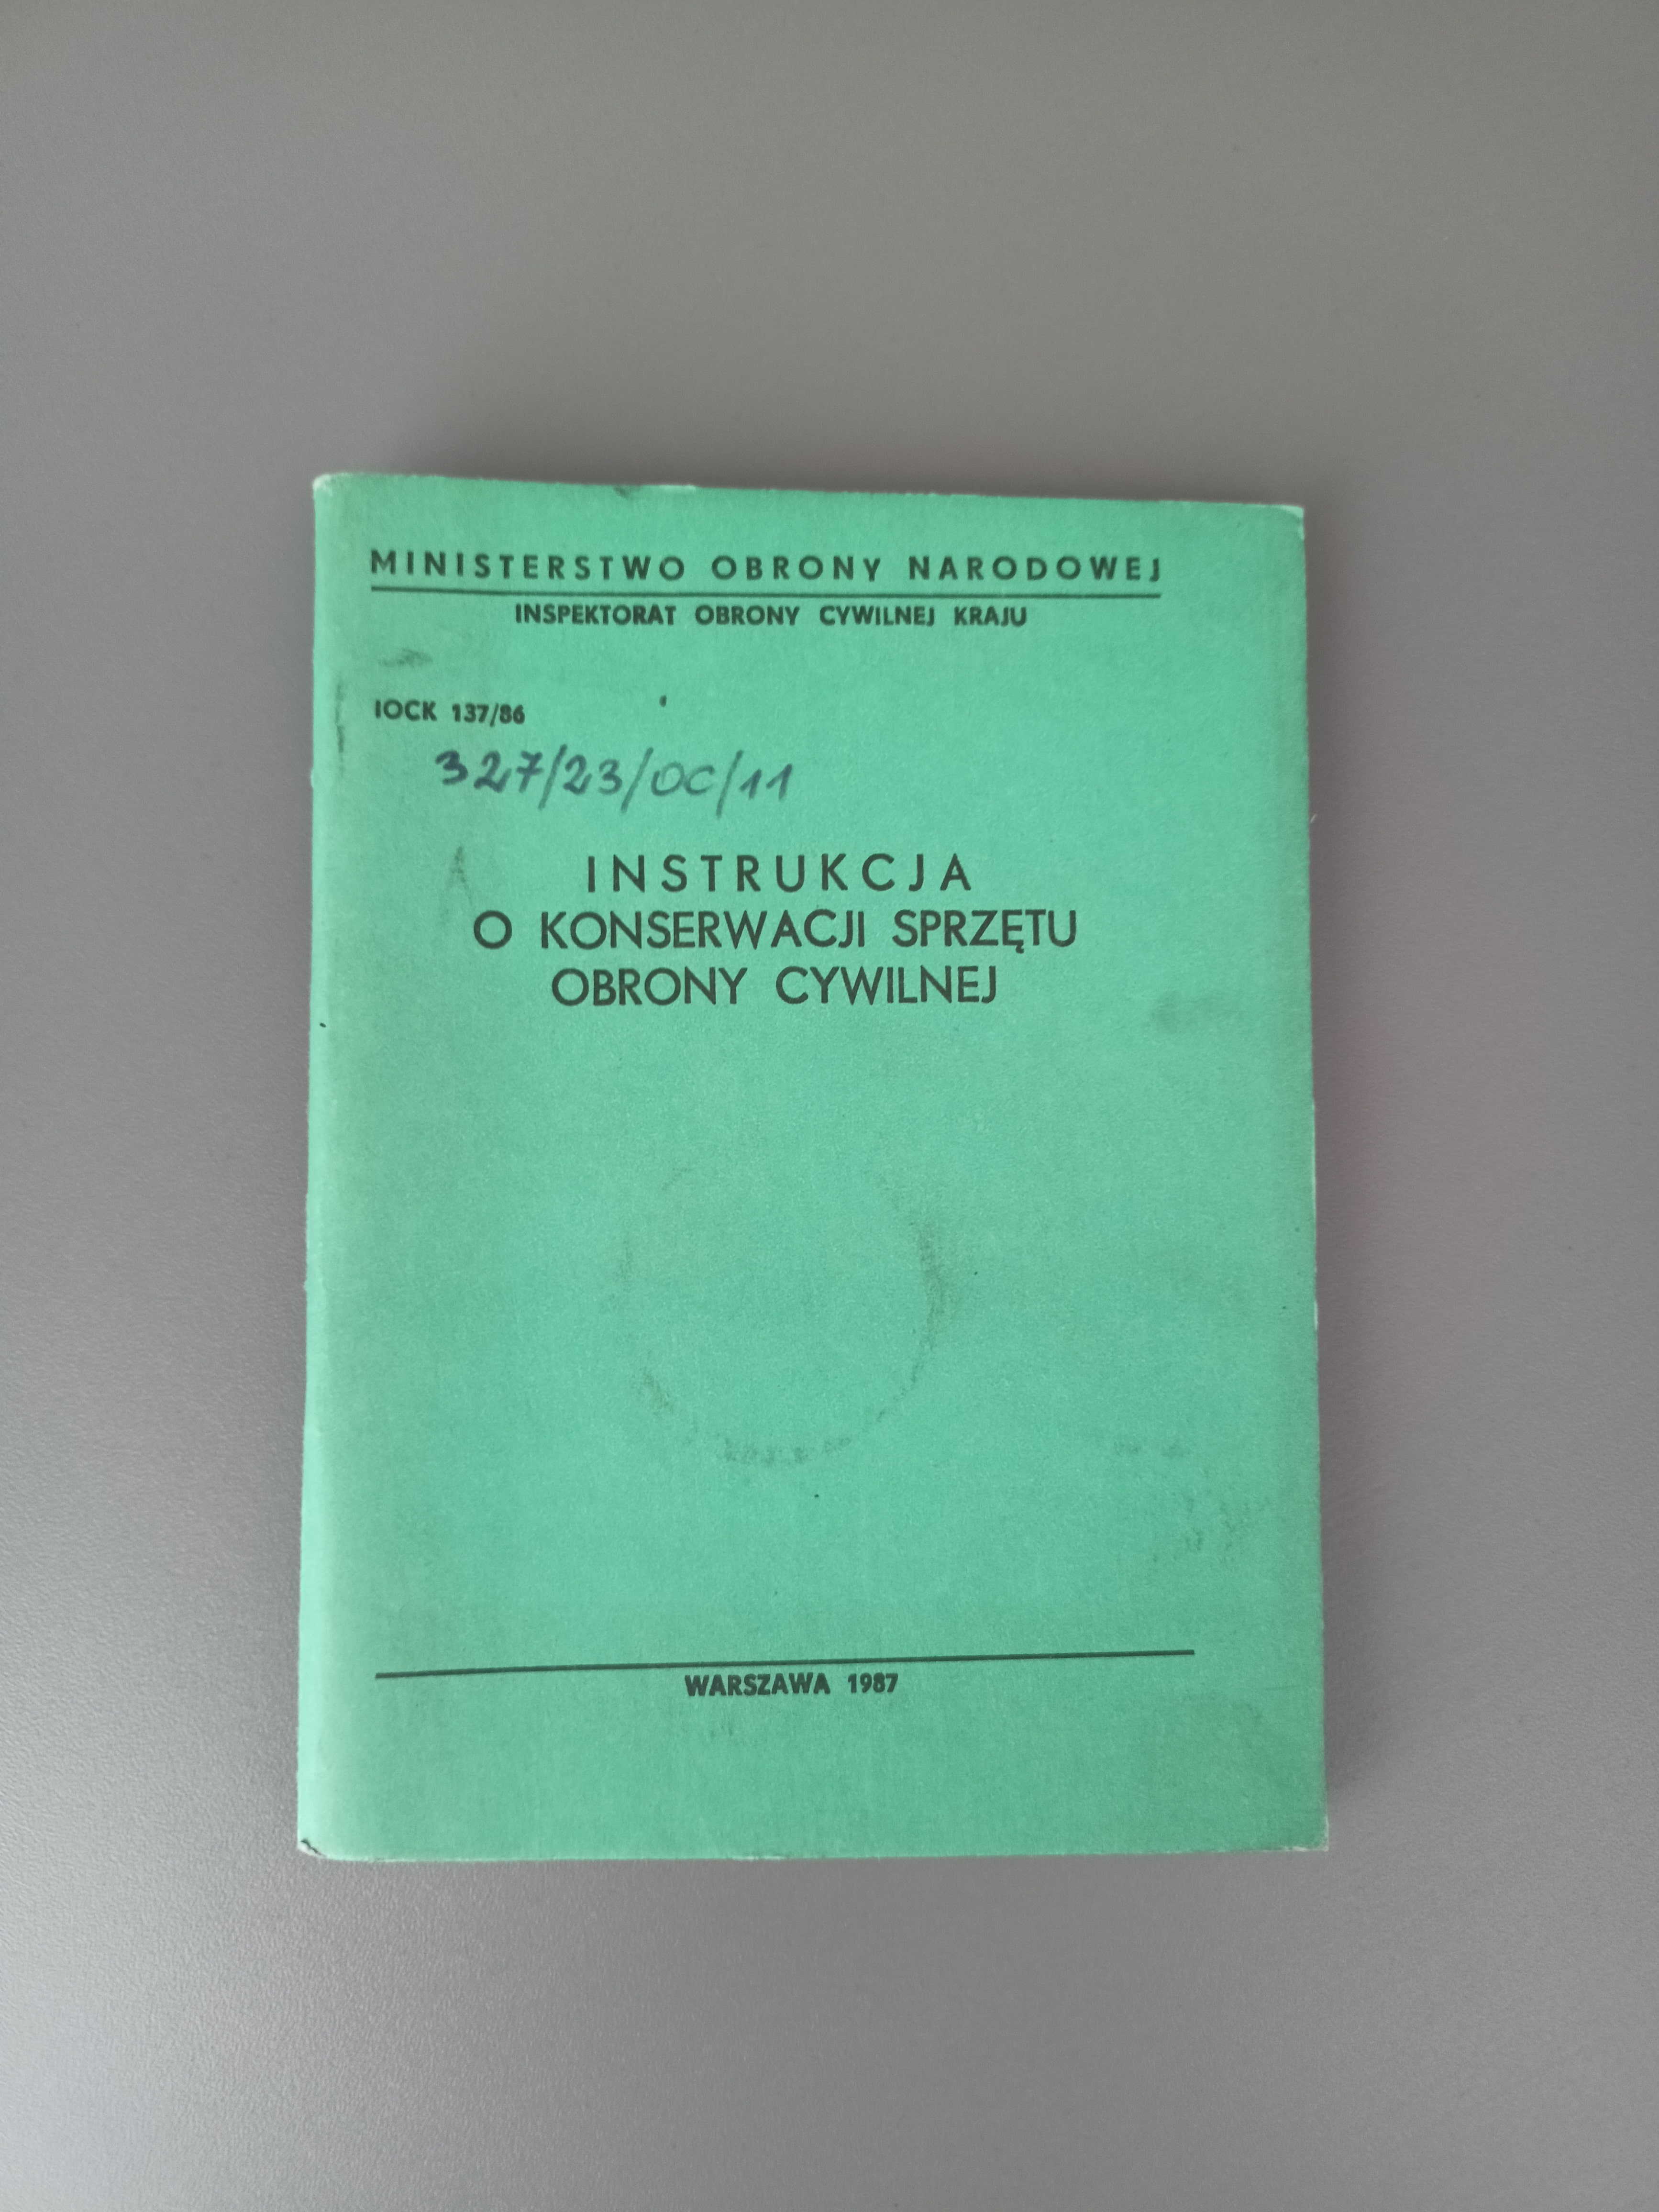 MINISTERSTWO OBRONY NARODOWEJ
INSPEKTORAT OBRONY CYWILNEJ KRAJU
IOCK 137/86
327/23/OC/11
INSTRUKCJA
O KONSERWACJI SPRZĘTU
OBRONY CYWILNEJ
WARSZAWA 1987